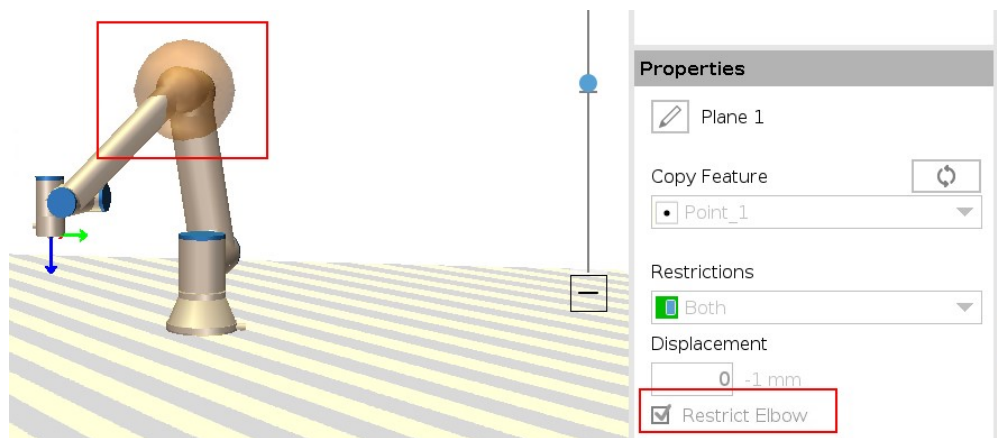 Properties
Plane 1
Copy Feature
Point_1
Restrictions
Both
Displacement
0 -1 mm
Restrict Elbow